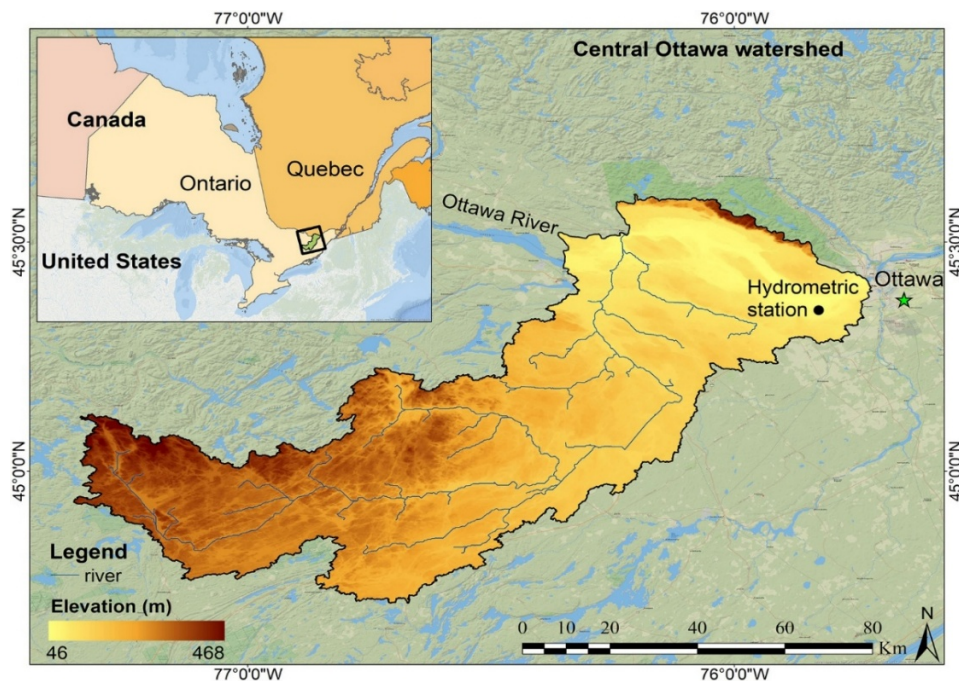 77°0'0"W
76°0'0"W
Central Ottawa watershed
Canada
Ontario
Quebec
United States
Ottawa River
45°30'0"N
45°30'0"N
Ottawa
Hydrometric
station
45°0'0"N
45°0'0"N
Legend
river
Elevation (m)
46
468
0 10 20 40 60 80
Km
N
77°0'0"W
76°0'0"W